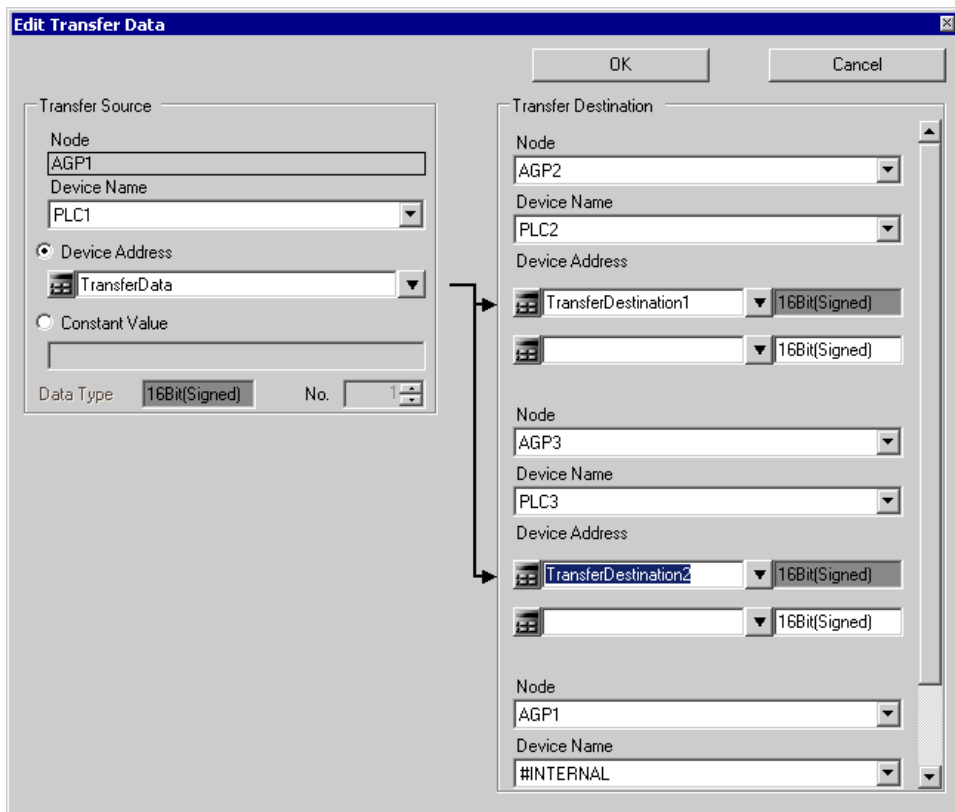 Edit Transfer Data
OK
Cancel
Transfer Source
Node
AGP1
Device Name
PLC1
Device Address
TransferData
Constant Value
Data Type 16Bit(Signed) No. 1
Transfer Destination
Node
AGP2
Device Name
PLC2
Device Address
TransferDestination1 16Bit(Signed)
16Bit(Signed)
Node
AGP3
Device Name
PLC3
Device Address
TransferDestination2 16Bit(Signed)
16Bit(Signed)
Node
AGP1
Device Name
#INTERNAL